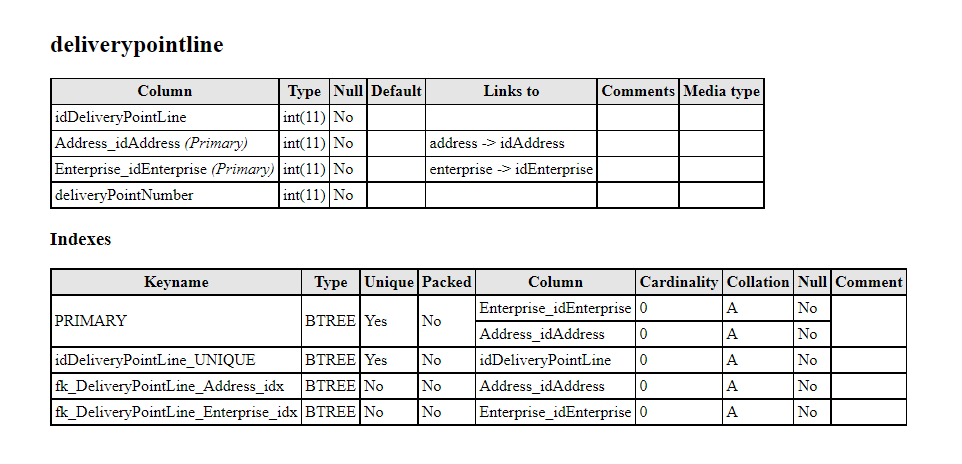 deliverypointline
Column Type Null Default Links to Comments Media type
idDeliveryPointLine int(11) No
Address_idAddress (Primary) int(11) No address -> idAddress
Enterprise_idEnterprise (Primary) int(11) No enterprise -> idEnterprise
deliveryPointNumber int(11) No
Indexes
Keyname Type Unique Packed Column Cardinality Collation Null Comment
PRIMARY BTREE Yes No Enterprise_idEnterprise 0 A No
Address_idAddress 0 A No
idDeliveryPointLine_UNIQUE BTREE Yes No idDeliveryPointLine 0 A No
fk_DeliveryPointLine_Address_idx BTREE No No Address_idAddress 0 A No
fk_DeliveryPointLine_Enterprise_idx BTREE No No Enterprise_idEnterprise 0 A No